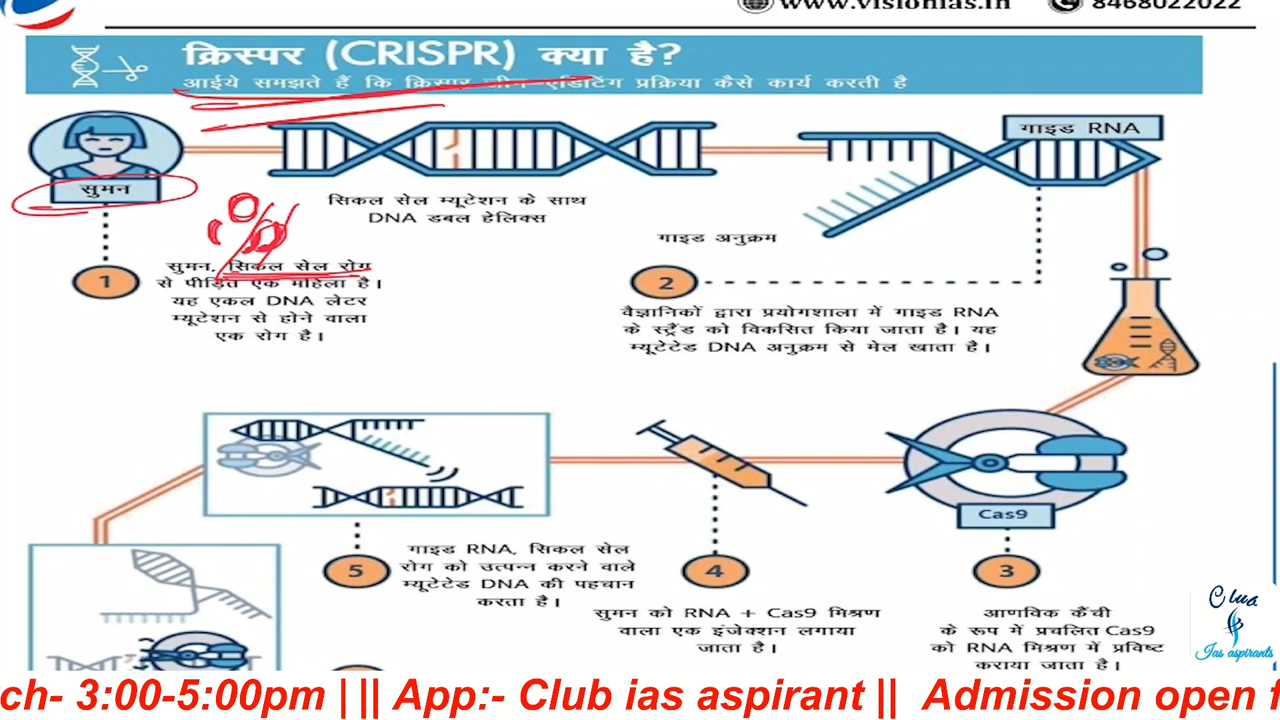 www.visionias.in
8468022022
क्रिस्पर (CRISPR) क्या है?
आईये समझते हैं कि क्रिस्पर जीन-एडिटिंग प्रक्रिया कैसे कार्य करती है
सुमन
गाइड RNA
सिकल सेल म्यूटेशन के साथ
DNA डबल हेलिक्स
गाइड अनुक्रम
1
सुमन, सिकल सेल रोग
से पीड़ित एक महिला है।
यह एकल DNA लेटर
म्यूटेशन से होने वाला
एक रोग है।
2
वैज्ञानिकों द्वारा प्रयोगशाला में गाइड RNA
के स्ट्रैंड को विकसित किया जाता है। यह
म्यूटेटेड DNA अनुक्रम से मेल खाता है।
Cas9
3
आणविक कैंची
के रूप में प्रचलित Cas9
को RNA मिश्रण में प्रविष्ट
कराया जाता है।
4
सुमन को RNA + Cas9 मिश्रण
वाला एक इंजेक्शन लगाया
जाता है।
5
गाइड RNA, सिकल सेल
रोग को उत्पन्न करने वाले
म्यूटेटेड DNA की पहचान
करता है।
Club
Ias aspirants
ch- 3:00-5:00pm | || App:- Club ias aspirant || Admission open f